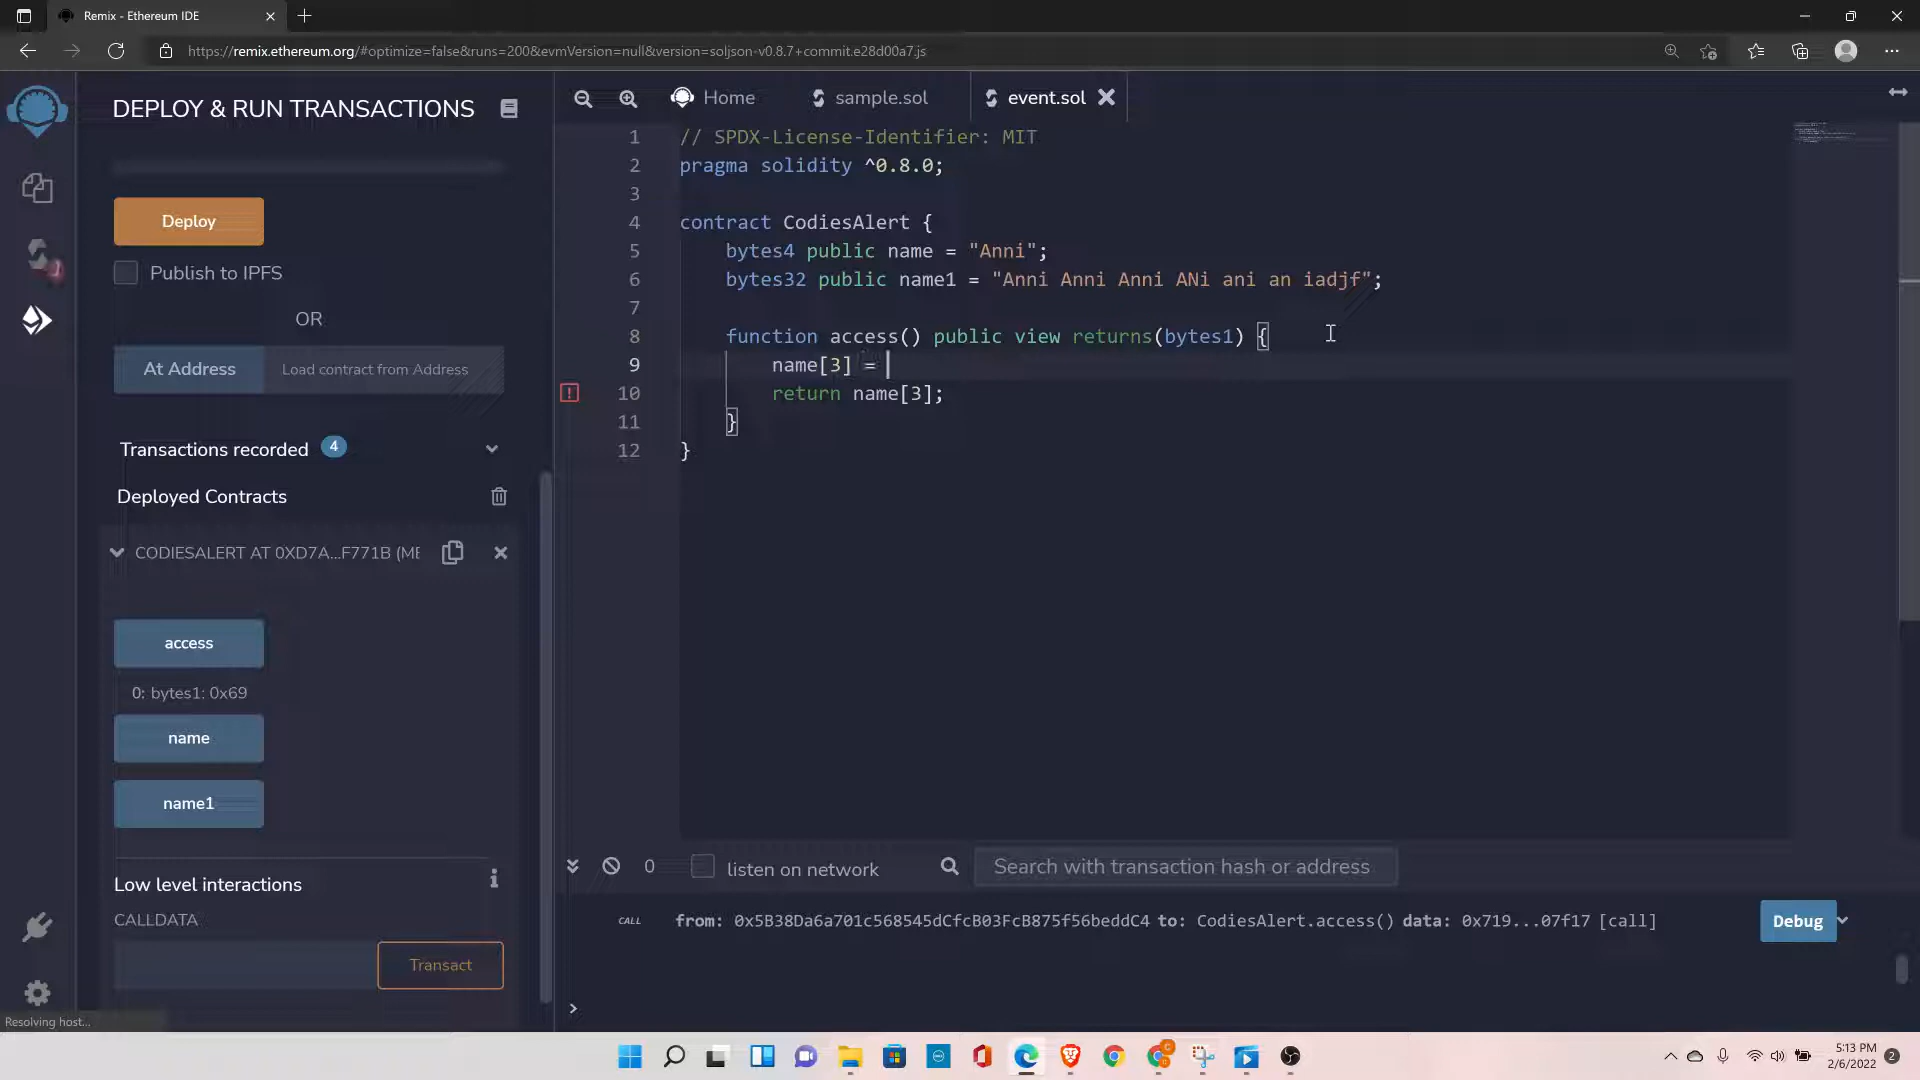 Remix - Ethereum IDE
https://remix.ethereum.org/#optimize=false&runs=200&evmVersion=null&version=soljson-v0.8.7+commit.e28d00a7.js
DEPLOY & RUN TRANSACTIONS
Home
sample.sol
event.sol
Deploy
Publish to IPFS
OR
At Address
Load contract from Address
Transactions recorded 4
Deployed Contracts
CODIESALERT AT 0XD7A...F771B (ME
access
0: bytes1: 0x69
name
name1
Low level interactions
CALLDATA
Transact
Resolving host...
1 // SPDX-License-Identifier: MIT
2 pragma solidity ^0.8.0;
3
4 contract CodiesAlert {
5 bytes4 public name = "Anni";
6 bytes32 public name1 = "Anni Anni Anni ANi ani an iadjf";
7
8 function access() public view returns(bytes1) {
9 name[3] =
10 return name[3];
11 }
12 }
0 listen on network
Search with transaction hash or address
CALL from: 0x5B38Da6a701c568545dCfcB03FcB875f56beddC4 to: CodiesAlert.access() data: 0x719...07f17 [call]
Debug
>
5:13 PM
2/6/2022
2